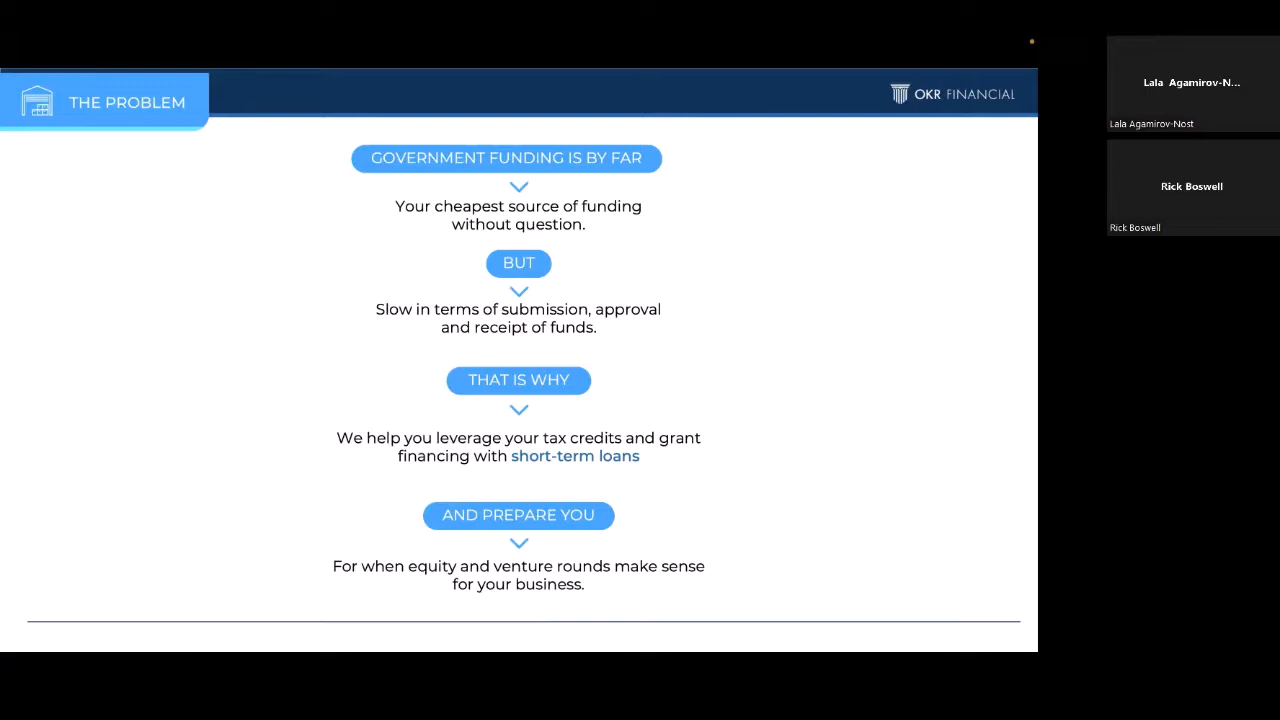 THE PROBLEM
OKR FINANCIAL
GOVERNMENT FUNDING IS BY FAR
Your cheapest source of funding
without question.
BUT
Slow in terms of submission, approval
and receipt of funds.
THAT IS WHY
We help you leverage your tax credits and grant
financing with short-term loans
AND PREPARE YOU
For when equity and venture rounds make sense
for your business.
Lala Agamirov-N...
Lala Agamirov-Nost
Rick Boswell
Rick Boswell